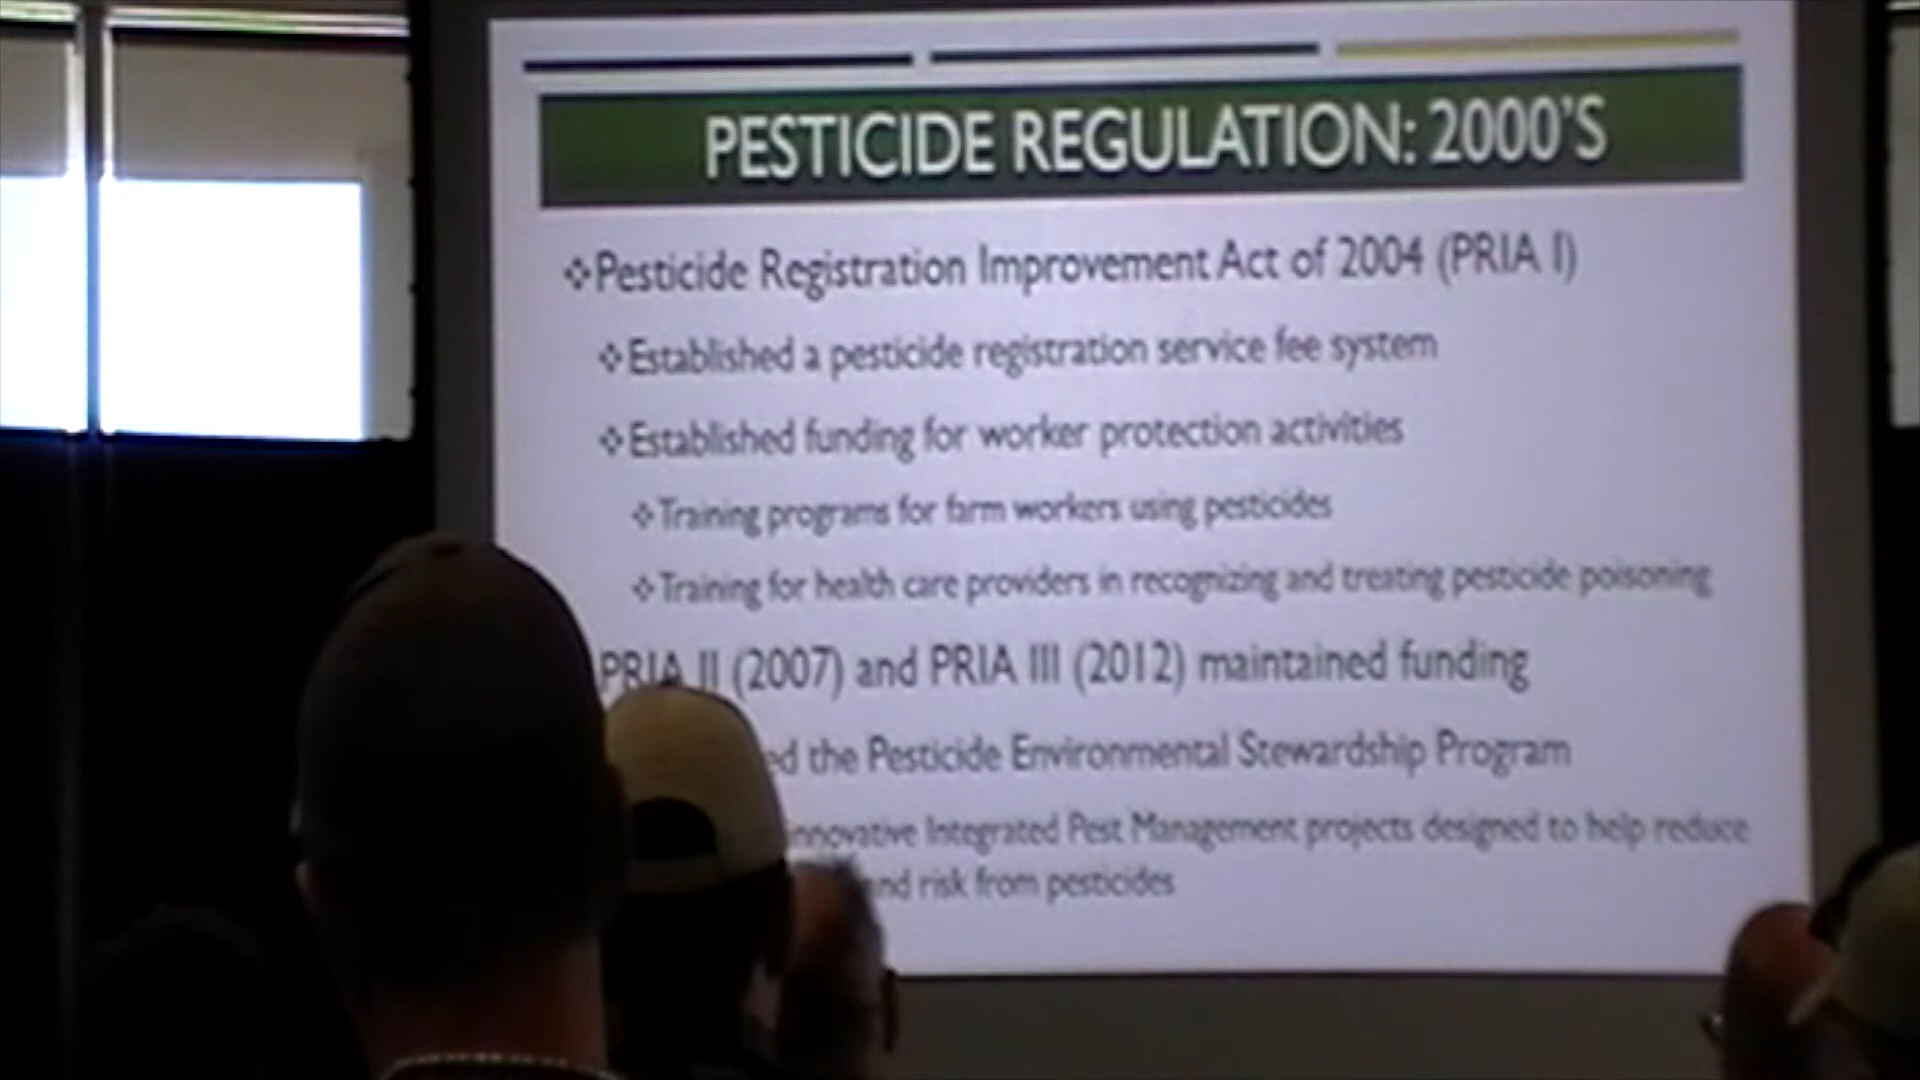 PESTICIDE REGULATION: 2000'S
Pesticide Registration Improvement Act of 2004 (PRIA I)
Established a pesticide registration service fee system
Established funding for worker protection activities
Training programs for farm workers using pesticides
Training for health care providers in recognizing and treating pesticide poisoning
PRIA II (2007) and PRIA III (2012) maintained funding
the Pesticide Environmental Stewardship Program
Integrated Pest Management projects designed to help reduce
risk from pesticides